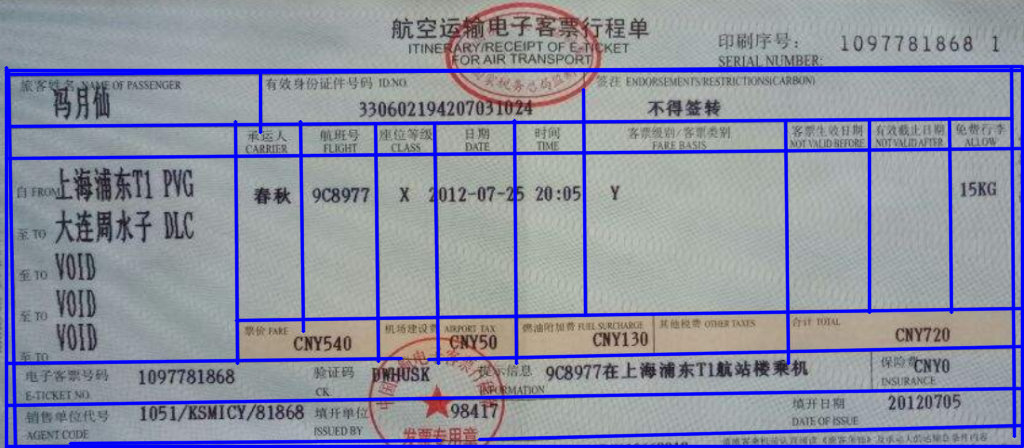 航空运输电子客票行程单
ITINERARY/RECEIPT OF E-TICKET
FOR AIR TRANSPORT
印刷序号: 1097781868 1
SERIAL NUMBER:
旅客姓名 NAME OF PASSENGER 有效身份证件号码 ID.NO. 签注 ENDORSEMENTS/RESTRICTIONS(CARBON)
冯月仙 330602194207031024 不得签转
承运人 航班号 座位等级 日期 时间 客票级别/客票类别 客票生效日期 有效截止日期 免费行李
CARRIER FLIGHT CLASS DATE TIME FARE BASIS NOT VALID BEFORE NOT VALID AFTER ALLOW
自 FROM 上海浦东T1 PVG 春秋 9C8977 X 2012-07-25 20:05 Y 15KG
至 TO 大连周水子 DLC
至 TO VOID
至 TO VOID
至 TO VOID
票价 FARE 机场建设费 AIRPORT TAX 燃油附加费 FUEL SURCHARGE 其他税费 OTHER TAXES 合计 TOTAL
CNY540 CNY50 CNY130 CNY720
电子客票号码 1097781868 验证码 DWHUSK 提示信息 9C8977在上海浦东T1航站楼乘机 保险费 CNY0
E-TICKET NO. CK INFORMATION INSURANCE
销售单位代号 1051/KSMICY/81868 填开单位 98417 填开日期 20120705
AGENT CODE ISSUED BY DATE OF ISSUE
发票专用章